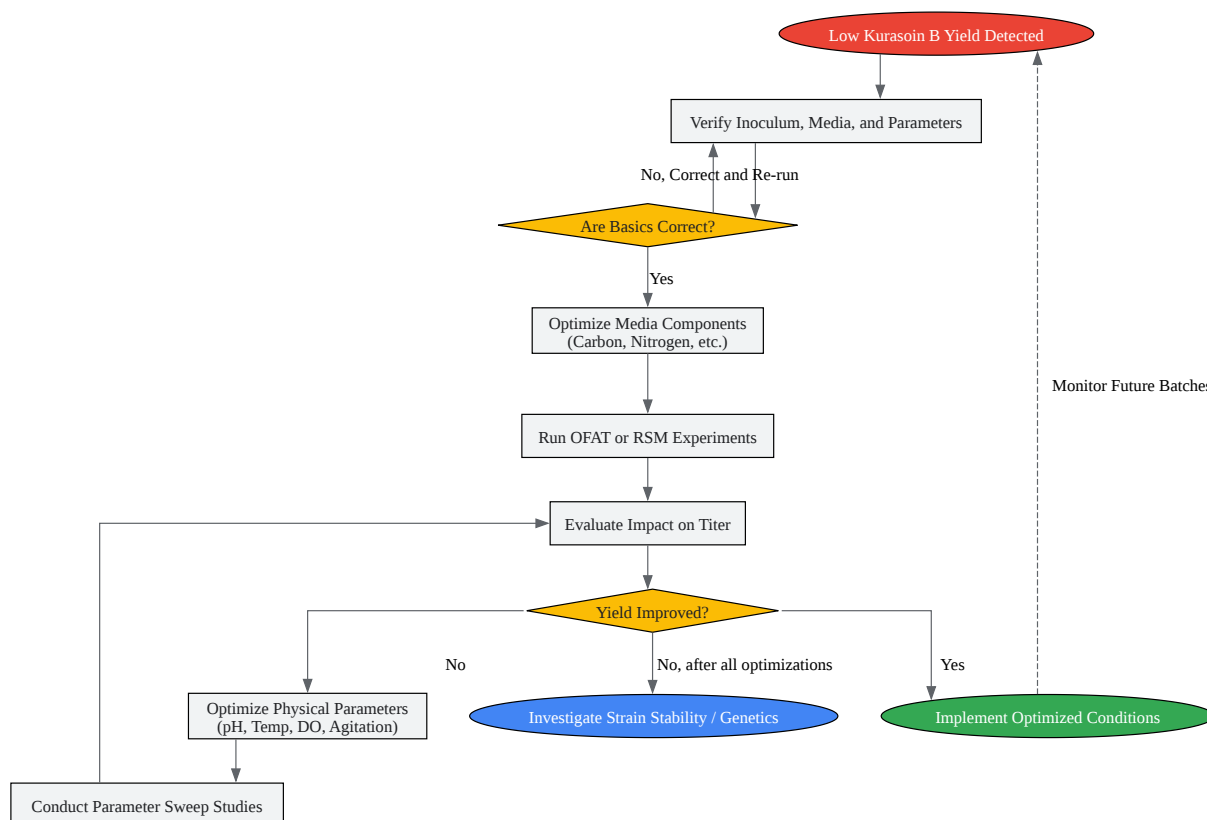 Low Kurasoin B Yield Detected
Verify Inoculum, Media, and Parameters
No, Correct and Re-run
Are Basics Correct?
Yes
Optimize Media Components
(Carbon, Nitrogen, etc.)
Monitor Future Batches
Run OFAT or RSM Experiments
Evaluate Impact on Titer
Yield Improved?
No
No, after all optimizations
Yes
Optimize Physical Parameters
(pH, Temp, DO, Agitation)
Investigate Strain Stability / Genetics
Implement Optimized Conditions
Conduct Parameter Sweep Studies